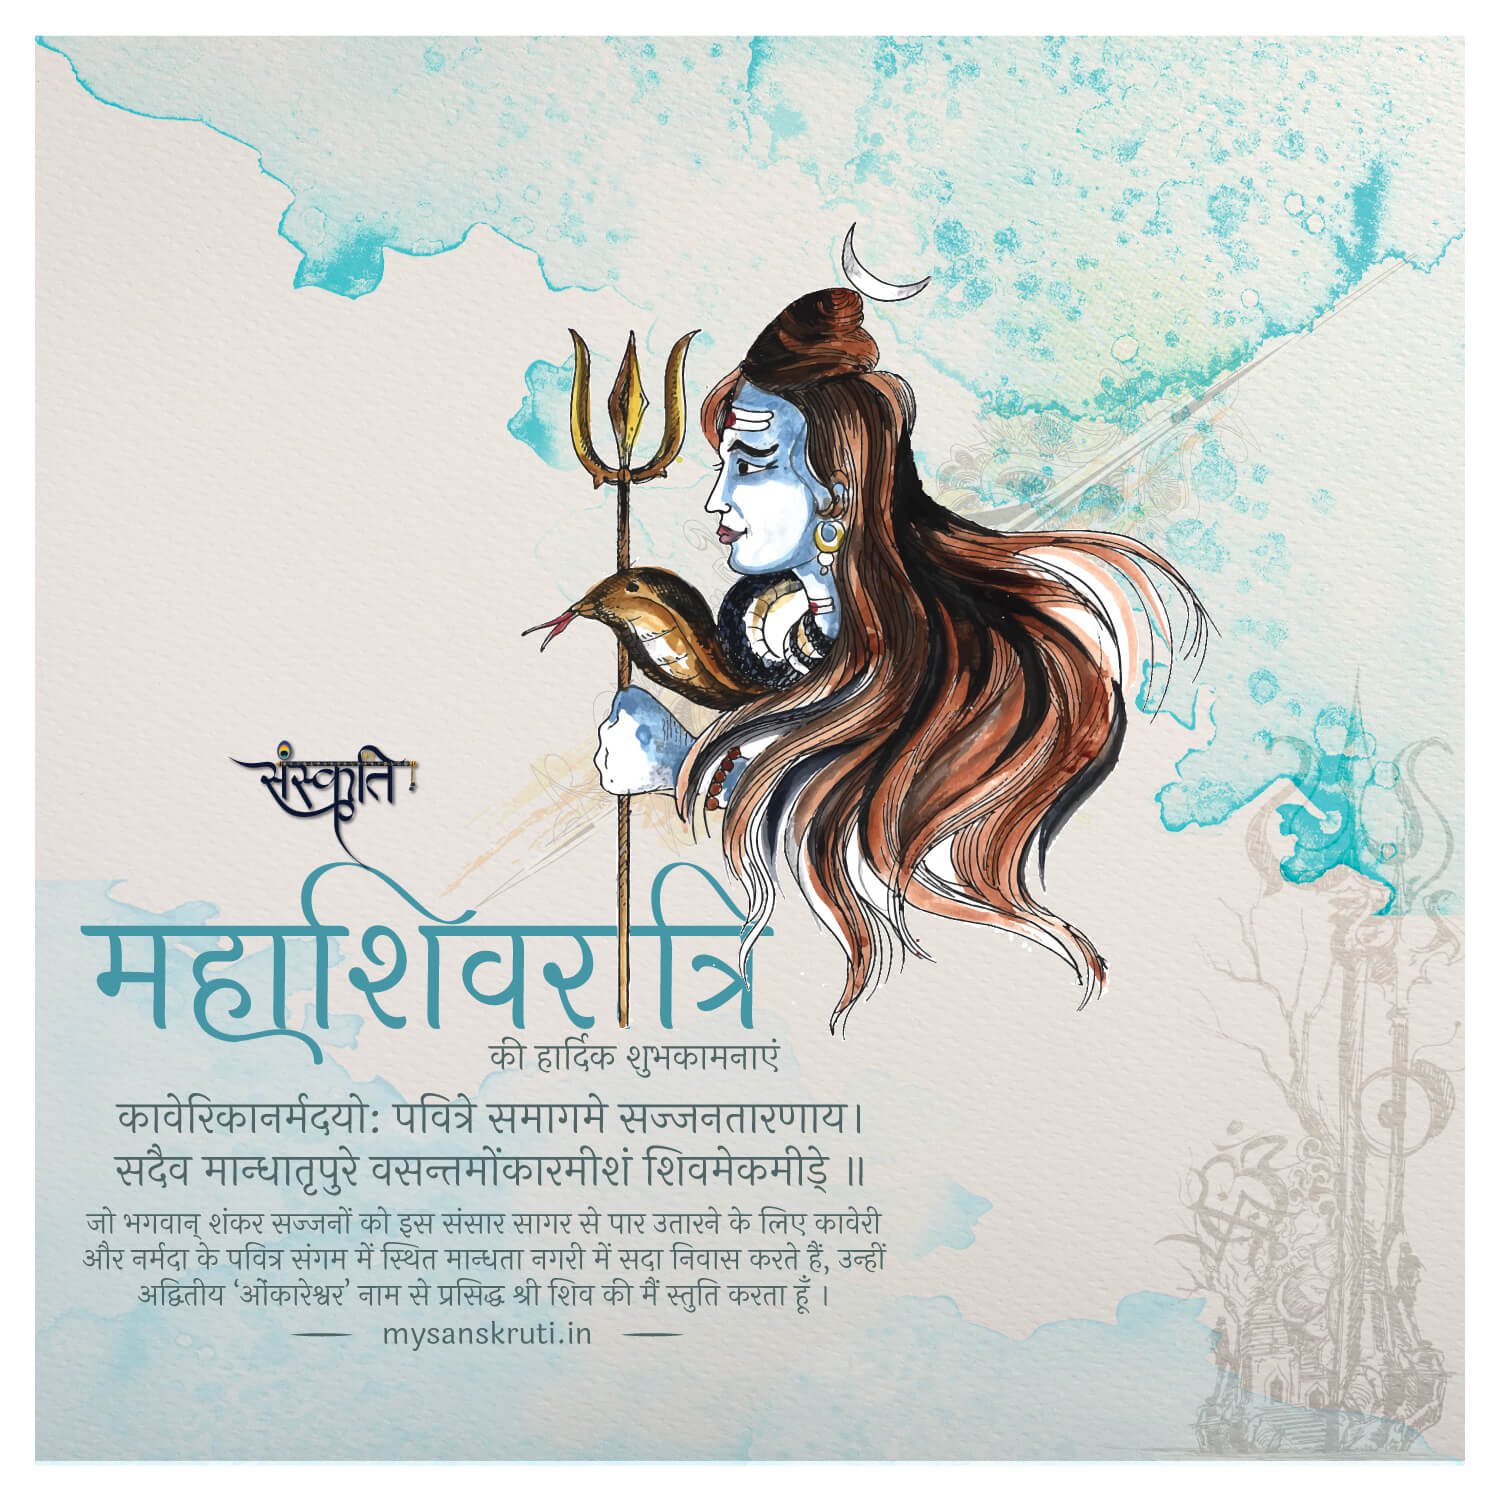 संस्कृति !
महाशिवरात्रि
की हार्दिक शुभकामनाएं
कावेरिकानर्मदयो: पवित्रे समागमे सज्जनतारणाय।
सदैव मान्धातृपुरे वसन्तमोंकारमीशं शिवमेकमीड़े ॥
जो भगवान् शंकर सज्जनों को इस संसार सागर से पार उतारने के लिए कावेरी
और नर्मदा के पवित्र संगम में स्थित मान्धता नगरी में सदा निवास करते हैं, उन्हीं
अद्वितीय ‘ओंकारेश्वर’ नाम से प्रसिद्ध श्री शिव की मैं स्तुति करता हूँ ।
mysanskruti.in